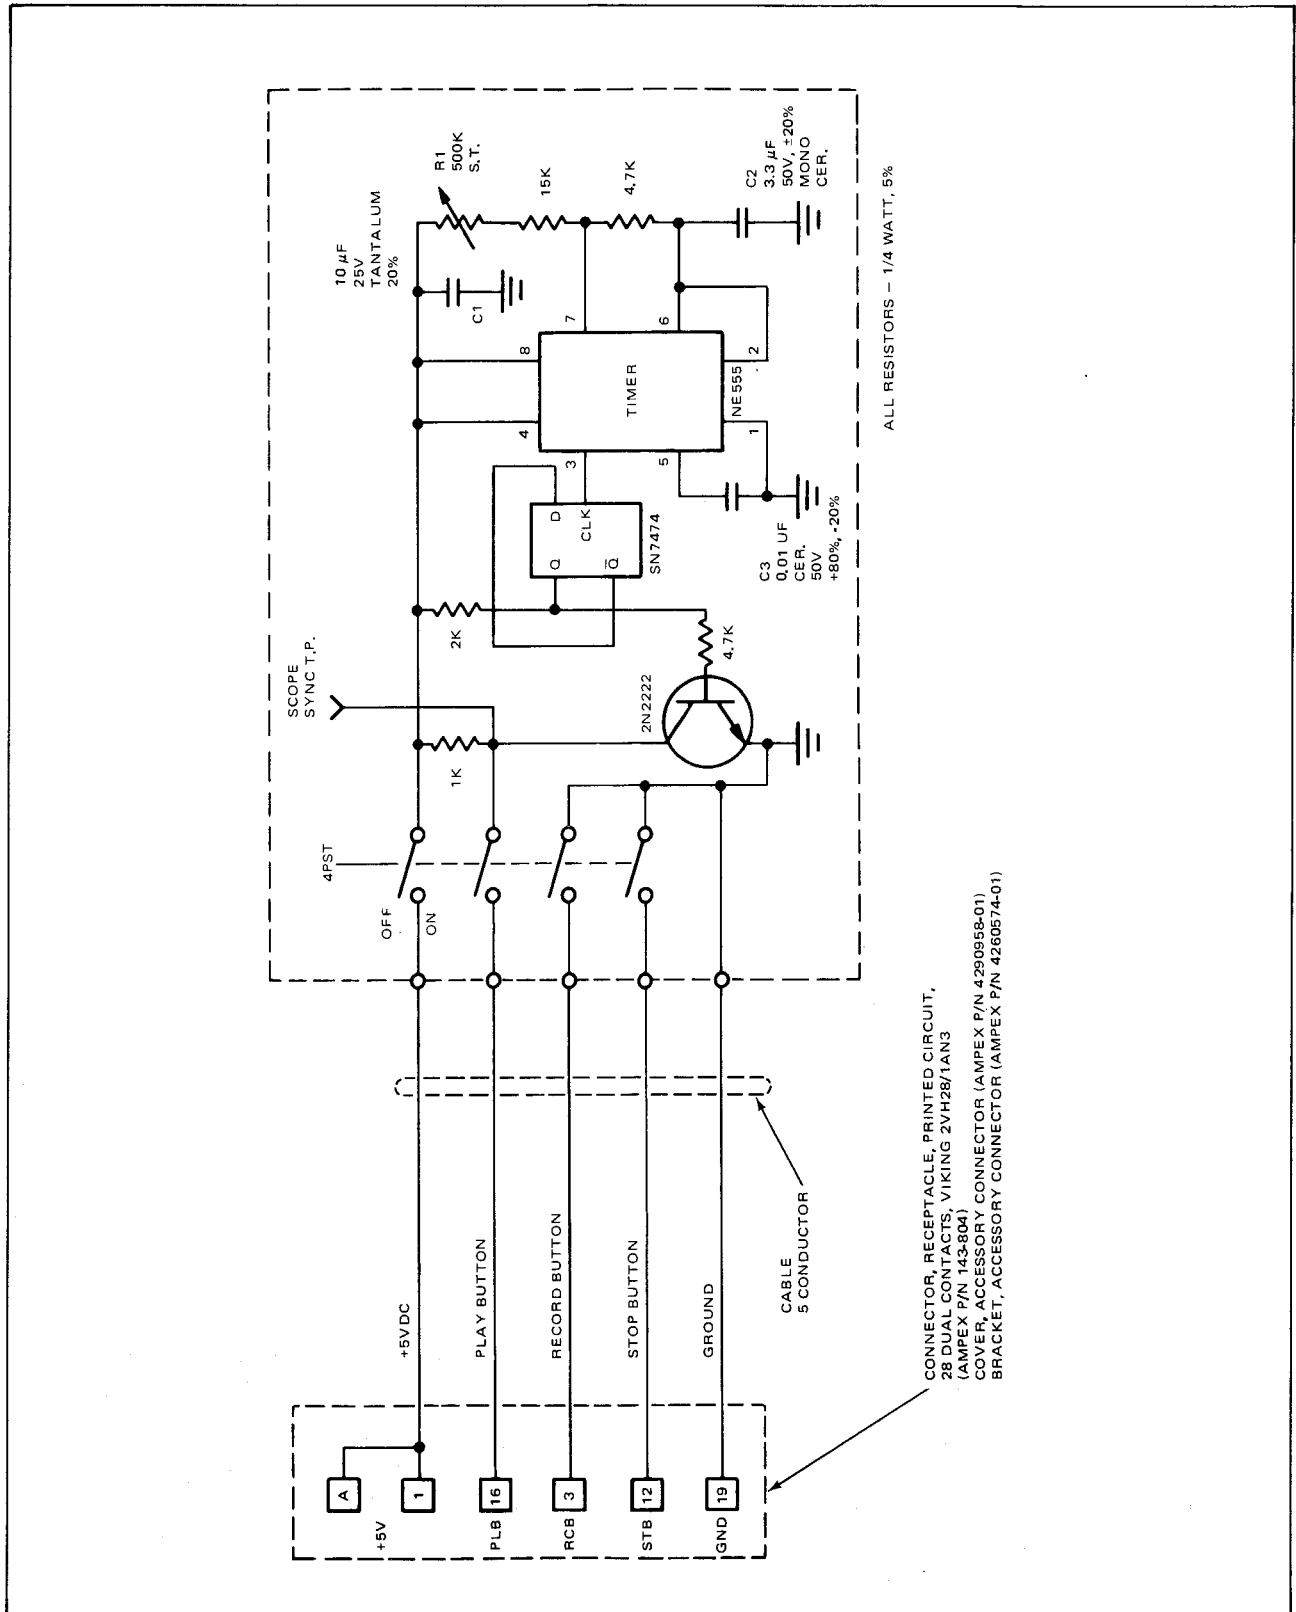 +5V
A
1
PLB
16
RCB
3
STB
12
GND
19
+5VDC
PLAY BUTTON
RECORD BUTTON
STOP BUTTON
GROUND
CABLE
5 CONDUCTOR
CONNECTOR, RECEPTACLE, PRINTED CIRCUIT,
28 DUAL CONTACTS, VIKING 2VH28/1AN3
(AMPEX P/N 143-804)
COVER, ACCESSORY CONNECTOR (AMPEX P/N 4290958-01)
BRACKET, ACCESSORY CONNECTOR (AMPEX P/N 4260574-01)
OFF
ON
4PST
1K
SCOPE
SYNC T.P.
2N2222
2K
4.7K
Q
D
CLK
Q̅
SN7474
C3
0.01 UF
CER.
50V
+80%, -20%
3
4
8
7
5
1
2
6
TIMER
NE555
10 µF
25V
TANTALUM
20%
C1
R1
500K
S.T.
15K
4.7K
C2
3.3 µF
50V, ±20%
MONO
CER.
ALL RESISTORS – 1/4 WATT, 5%